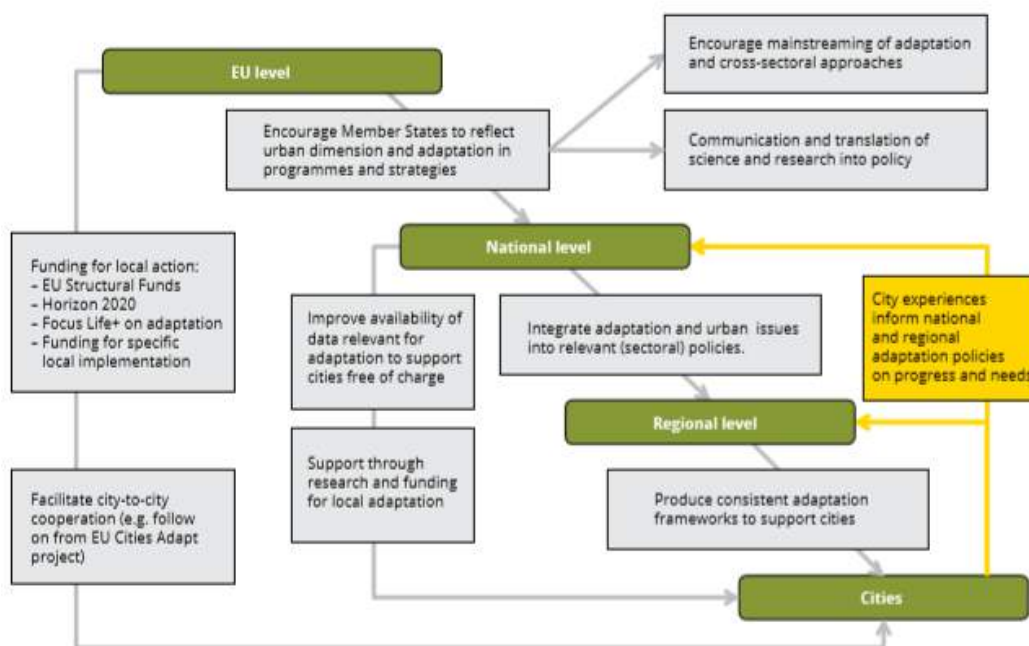 EU level
Encourage mainstreaming of adaptation
and cross-sectoral approaches
Encourage Member States to reflect
urban dimension and adaptation in
programmes and strategies
Communication and translation of
science and research into policy
National level
Funding for local action:
– EU Structural Funds
– Horizon 2020
– Focus Life+ on adaptation
– Funding for specific
local implementation
Improve availability of
data relevant for
adaptation to support
cities free of charge
Integrate adaptation and urban issues
into relevant (sectoral) policies.
City experiences
inform national
and regional
adaptation policies
on progress and needs
Regional level
Support through
research and funding
for local adaptation
Facilitate city-to-city
cooperation (e.g. follow
on from EU Cities Adapt
project)
Produce consistent adaptation
frameworks to support cities
Cities